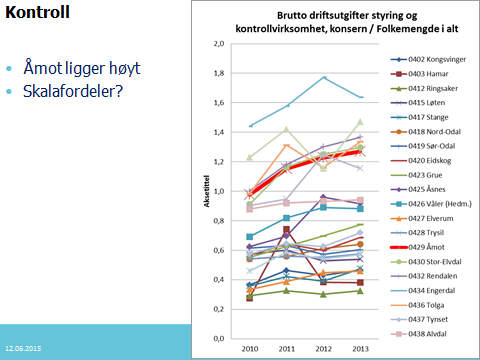 Kontroll
• Åmot ligger høyt
• Skalafordeler?
12.06.2015
Brutto driftsutgifter styring og
kontrollvirksomhet, konsern / Folkemengde i alt
Aksetittel
2,0
1,8
1,6
1,4
1,2
1,0
0,8
0,6
0,4
0,2
0,0
2010 2011 2012 2013
0402 Kongsvinger
0403 Hamar
0412 Ringsaker
0415 Løten
0417 Stange
0418 Nord-Odal
0419 Sør-Odal
0420 Eidskog
0423 Grue
0425 Åsnes
0426 Våler (Hedm.)
0427 Elverum
0428 Trysil
0429 Åmot
0430 Stor-Elvdal
0432 Rendalen
0434 Engerdal
0436 Tolga
0437 Tynset
0438 Alvdal